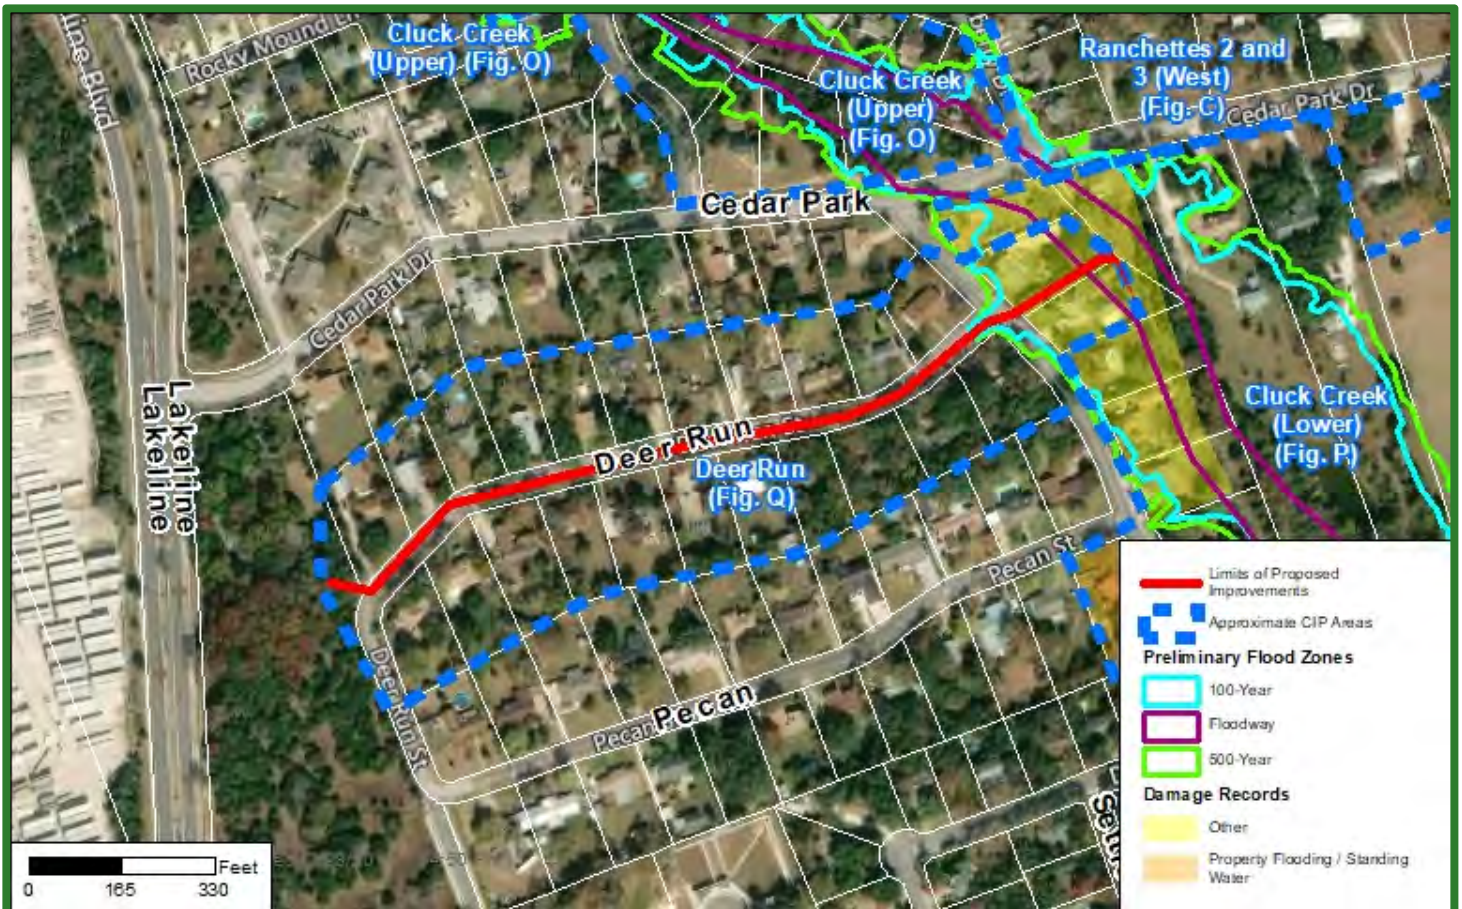 Rocky Mound Ln
Cluck Creek
(Upper) (Fig. O)
Cluck Creek
(Upper)
(Fig. O)
Ranchettes 2 and
3 (West)
(Fig. C)
Cedar Park Dr
Cedar Park
Cedar Park Dr
Lakeline
Lakeline
Deer Run
Deer Run
(Fig. Q)
Cluck Creek
(Lower)
(Fig. P)
Pecan St
Deer Run St
Pecan
Pecan
Limits of Proposed
Improvements
Approximate CIP Areas
Preliminary Flood Zones
100-Year
Floodway
500-Year
Damage Records
Other
Property Flooding / Standing
Water
Feet
0 165 330